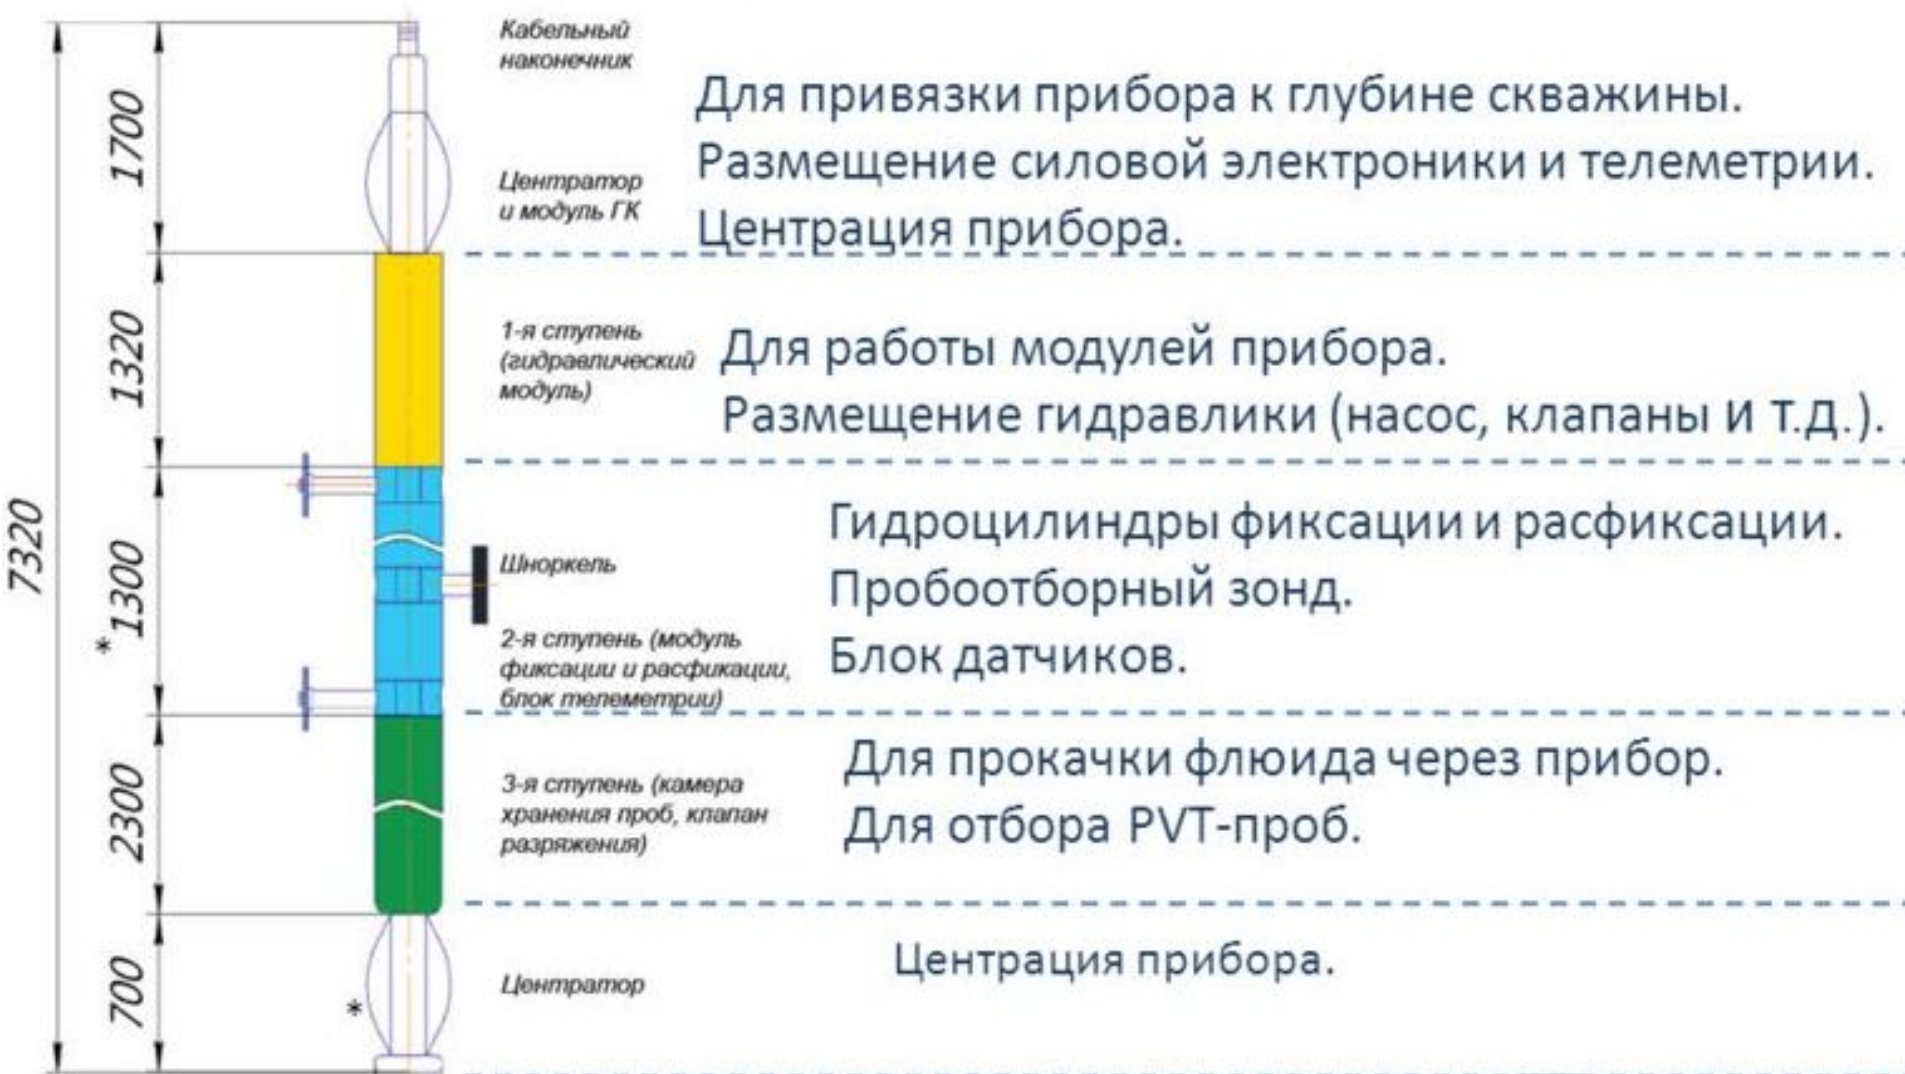 Кабельный
наконечник
Для привязки прибора к глубине скважины.
Размещение силовой электроники и телеметрии.
Центрация прибора.
Центратор
и модуль ГК
1700
1-я ступень
(гидравлический
модуль)
Для работы модулей прибора.
Размещение гидравлики (насос, клапаны И Т.Д.).
1320
7320
Гидроцилиндры фиксации и расфиксации.
Пробоотборный зонд.
Блок датчиков.
Шноркель
2-я ступень (модуль
фиксации и расфикации,
блок телеметрии)
* 1300
Для прокачки флюида через прибор.
Для отбора PVT-проб.
3-я ступень (камера
хранения проб, клапан
разряжения)
2300
Центрация прибора.
Центратор
700
*